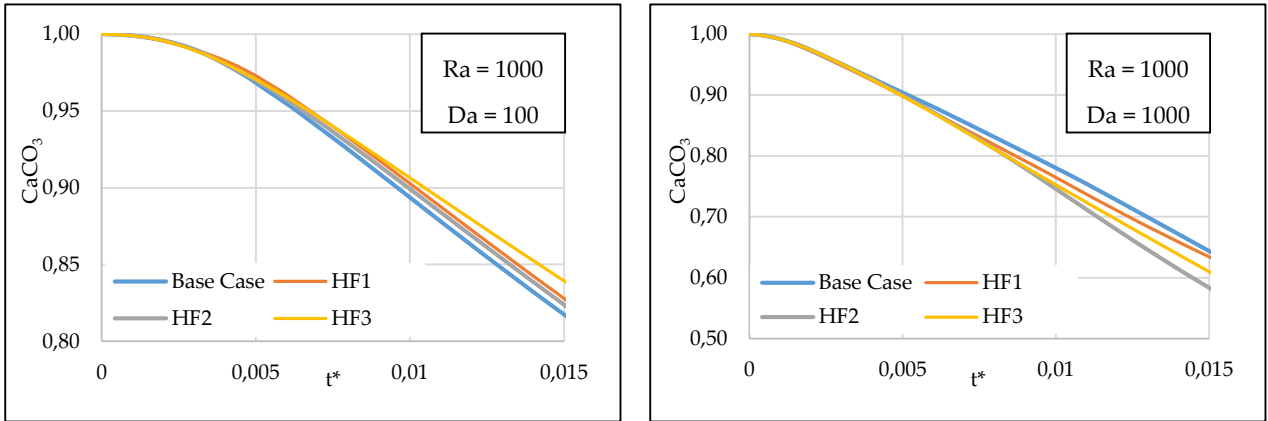 1,00
0,95
0,90
0,85
0,80
CaCO₃
Ra = 1000
Da = 100
Base Case
HF1
HF2
HF3
0
0,005
0,01
0,015
t*
1,00
0,90
0,80
0,70
0,60
0,50
CaCO₃
Ra = 1000
Da = 1000
Base Case
HF1
HF2
HF3
0
0,005
0,01
0,015
t*